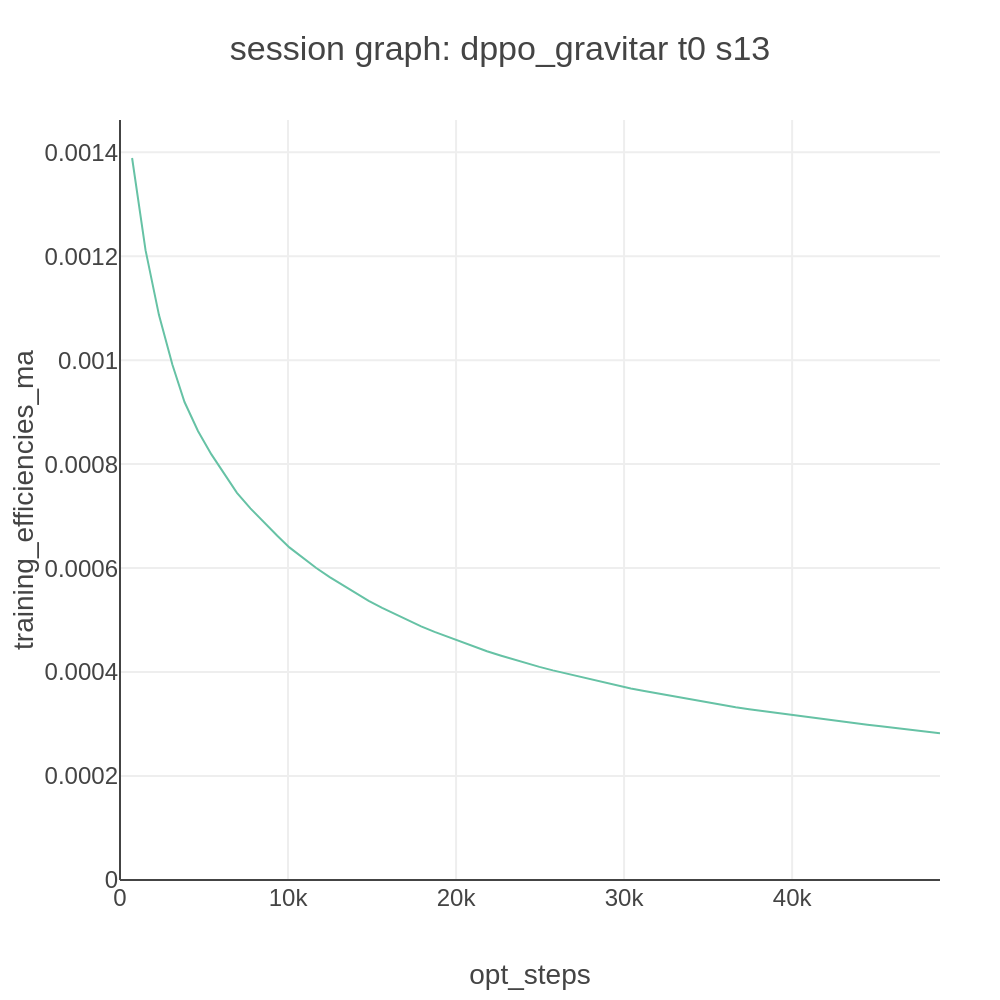 session graph: dppo_gravitar t0 s13
training_efficiencies_ma
0.0014
0.0012
0.001
0.0008
0.0006
0.0004
0.0002
0
0 10k 20k 30k 40k
opt_steps